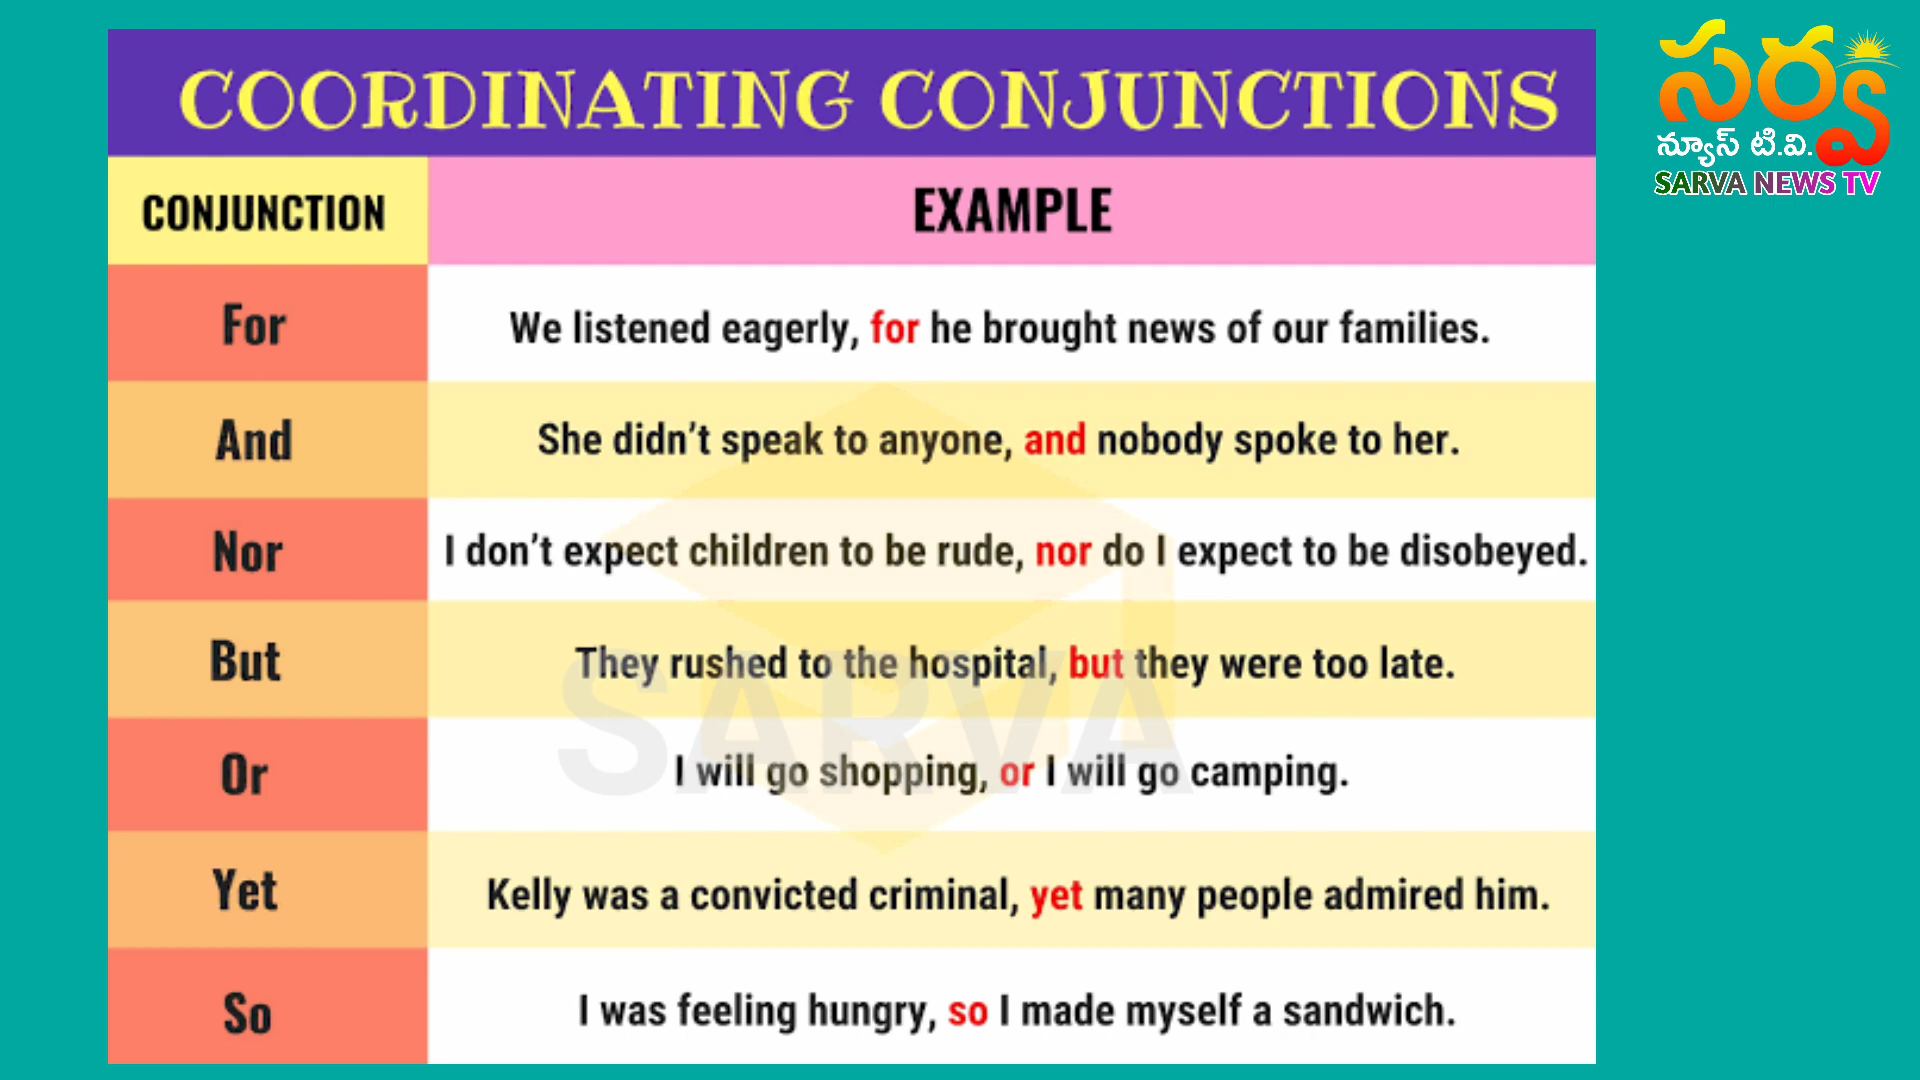 COORDINATING CONJUNCTIONS
CONJUNCTION EXAMPLE
For We listened eagerly, for he brought news of our families.
And She didn’t speak to anyone, and nobody spoke to her.
Nor I don’t expect children to be rude, nor do I expect to be disobeyed.
But They rushed to the hospital, but they were too late.
Or I will go shopping, or I will go camping.
Yet Kelly was a convicted criminal, yet many people admired him.
So I was feeling hungry, so I made myself a sandwich.
SARVA
సర్వ
న్యూస్ టి.వి.
SARVA NEWS TV